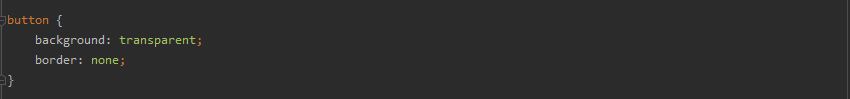 button {
    background: transparent;
    border: none;
}